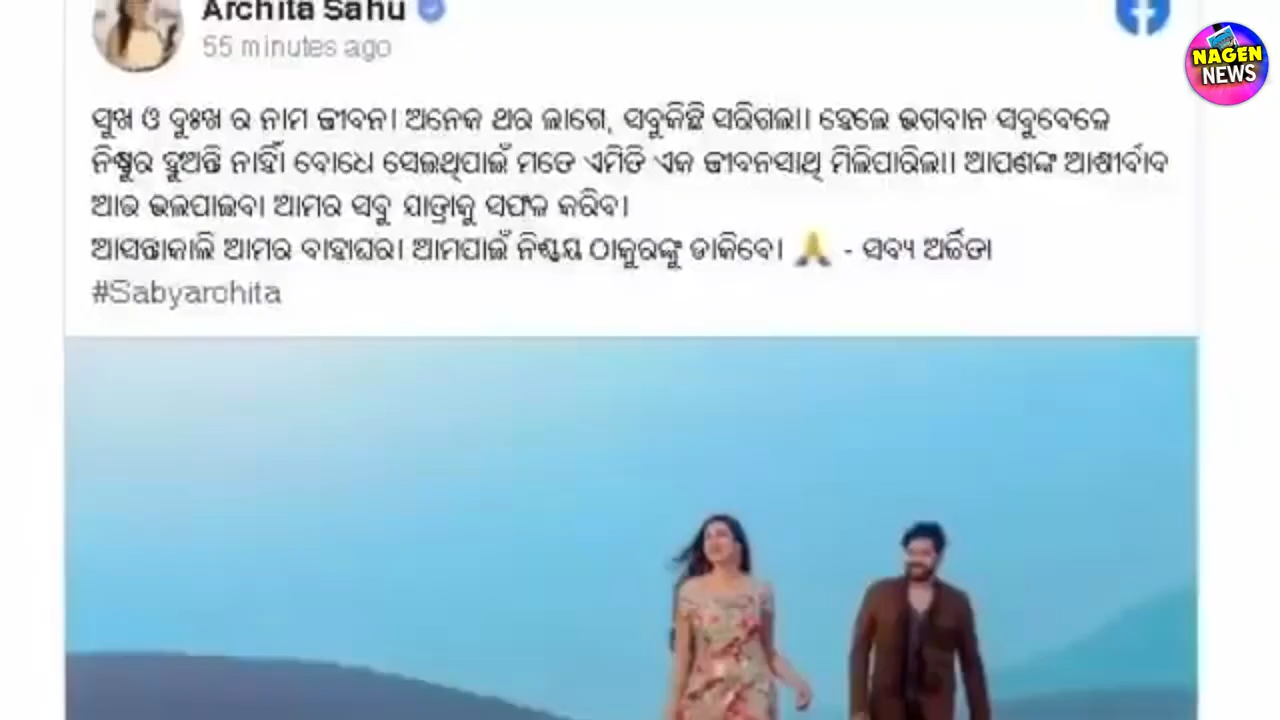 Archita Sahu
55 minutes ago
NAGEN
NEWS
ସୁଖ ଓ ଦୁଃଖ ର ନାମ ଜୀବନ। ଅନେକ ଥର ଲାଗେ, ସବୁକିଛି ସରିଗଲା। ହେଲେ ଭଗବାନ ସବୁବେଳେ
ନିଷ୍ଠୁର ହୁଅନ୍ତି ନାହିଁ। ବୋଧେ ସେଇଥିପାଇଁ ମତେ ଏମିତି ଏକ ଜୀବନସାଥି ମିଲିପାରିଲା। ଆପଣଙ୍କ ଆଶୀର୍ବାଦ
ଆଉ ଭଲପାଇବା ଆମର ସବୁ ଯାତ୍ରାକୁ ସଫଳ କରିବ।
ଆସନ୍ତାକାଲି ଆମର ବାହାଘର। ଆମପାଇଁ ନିଶ୍ଚୟ ଠାକୁରଙ୍କୁ ଡାକିବେ। 🙏 - ସବ୍ୟ ଅର୍ଚ୍ଚିତା
#Sabyarchita